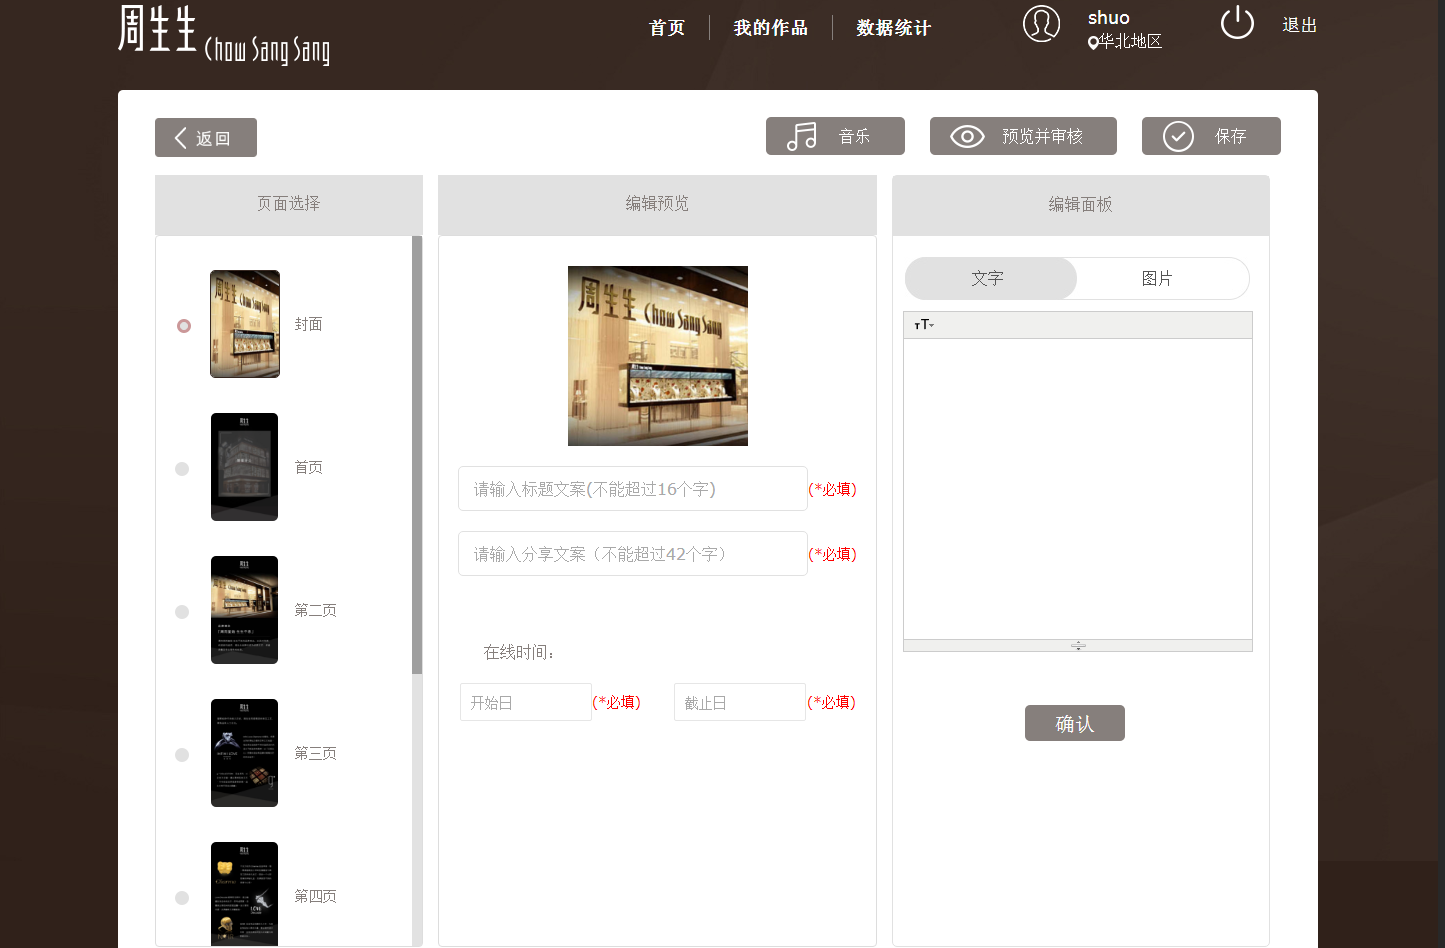 周生生 Chow Sang Sang
首页
我的作品
数据统计
shuo
华北地区
退出
返回
音乐
预览并审核
保存
页面选择
编辑预览
编辑面板
周生生 Chow Sang Sang
封面
首页
第二页
第三页
第四页
周生生 Chow Sang Sang
请输入标题文案(不能超过16个字)
(*必填)
请输入分享文案（不能超过42个字）
(*必填)
在线时间：
开始日
(*必填)
截止日
(*必填)
文字
图片
тT
确认